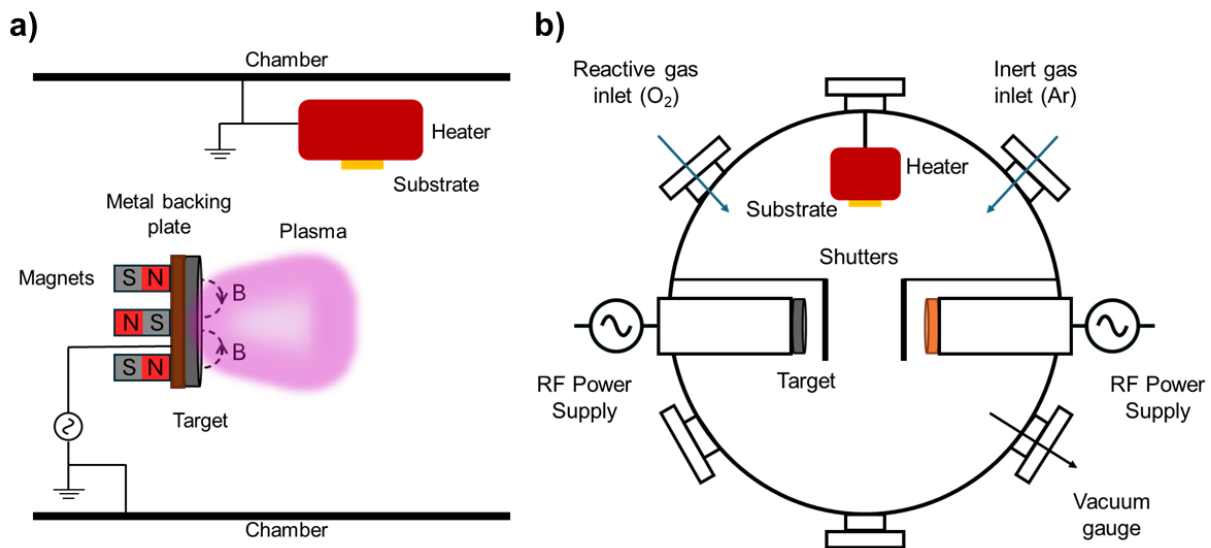 a)
Chamber
Heater
Substrate
Metal backing
plate
Plasma
Magnets
S N
N S
S N
B
B
Target
Chamber
b)
Reactive gas
inlet (O₂)
Inert gas
inlet (Ar)
Heater
Substrate
Shutters
Target
RF Power
Supply
RF Power
Supply
Vacuum
gauge